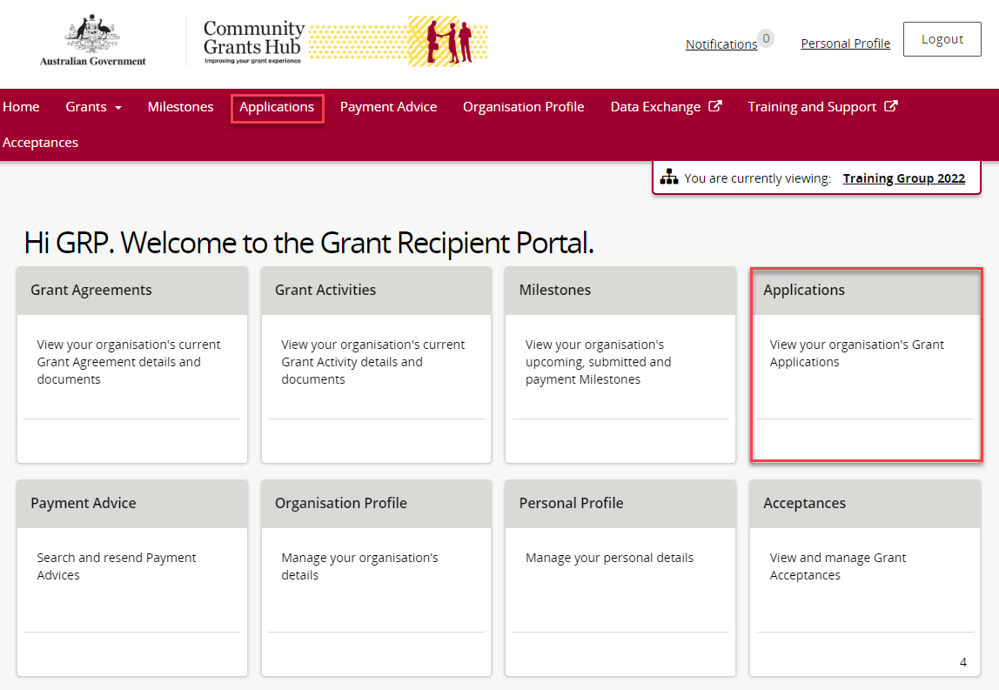 Australian Government
Community
Grants Hub
Improving your grant experience
Notifications 0
Personal Profile
Logout
Home
Grants
Milestones
Applications
Payment Advice
Organisation Profile
Data Exchange
Training and Support
Acceptances
You are currently viewing: Training Group 2022
Hi GRP. Welcome to the Grant Recipient Portal.
Grant Agreements
View your organisation's current
Grant Agreement details and
documents
Grant Activities
View your organisation's current
Grant Activity details and
documents
Milestones
View your organisation's
upcoming, submitted and
payment Milestones
Applications
View your organisation's Grant
Applications
Payment Advice
Search and resend Payment
Advices
Organisation Profile
Manage your organisation’s
details
Personal Profile
Manage your personal details
Acceptances
View and manage Grant
Acceptances
4